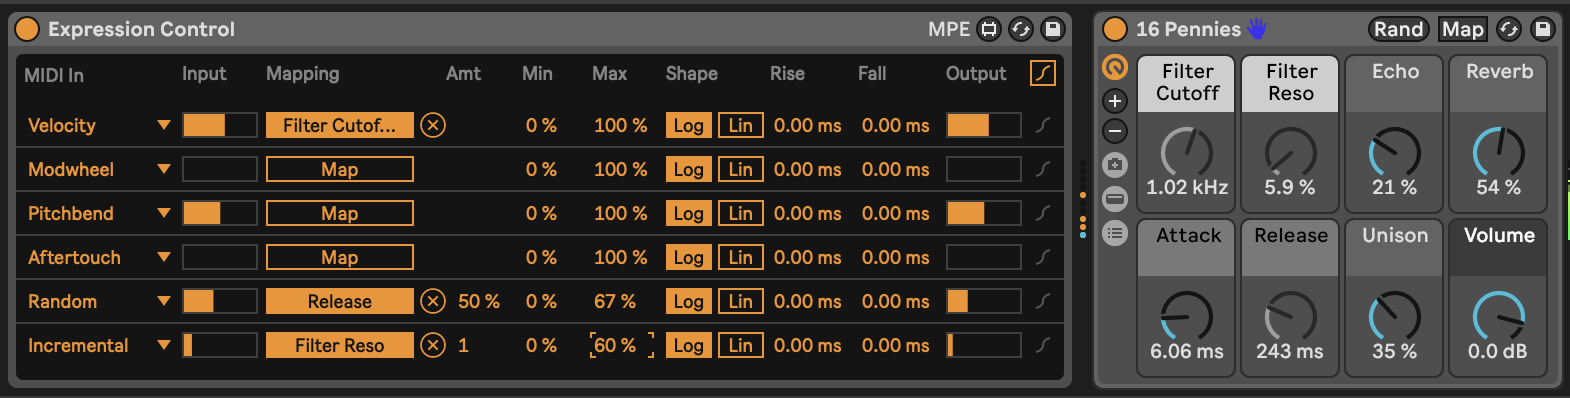 Expression Control MPE
MIDI In Input Mapping Amt Min Max Shape Rise Fall Output
Velocity Filter Cutof... 0 % 100 % Log Lin 0.00 ms 0.00 ms
Modwheel Map 0 % 100 % Log Lin 0.00 ms 0.00 ms
Pitchbend Map 0 % 100 % Log Lin 0.00 ms 0.00 ms
Aftertouch Map 0 % 100 % Log Lin 0.00 ms 0.00 ms
Random Release 50 % 0 % 67 % Log Lin 0.00 ms 0.00 ms
Incremental Filter Reso 1 0 % 60 % Log Lin 0.00 ms 0.00 ms
16 Pennies Rand Map
Filter Filter Echo Reverb
Cutoff Reso
1.02 kHz 5.9 % 21 % 54 %
Attack Release Unison Volume
6.06 ms 243 ms 35 % 0.0 dB